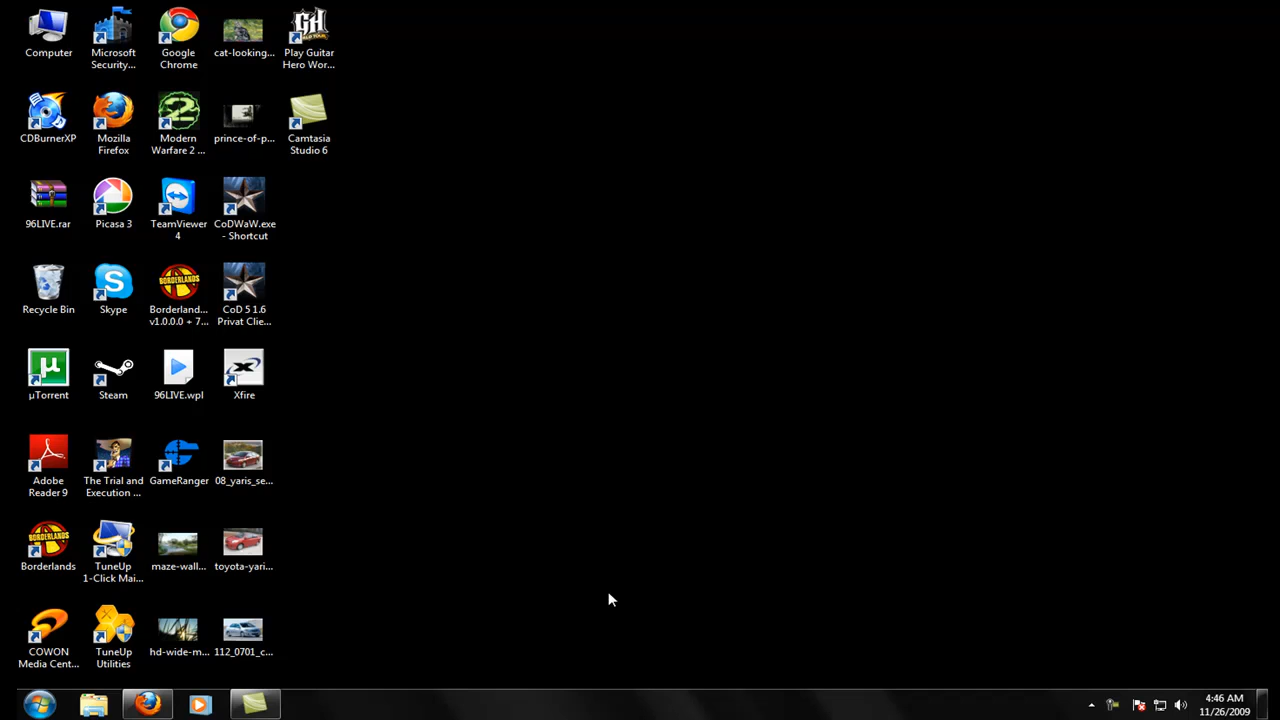 Computer
Microsoft
Security...
Google
Chrome
cat-looking...
GH
Play Guitar
Hero Wor...
CDBurnerXP
Mozilla
Firefox
2
Modern
Warfare 2 ...
prince-of-p...
Camtasia
Studio 6
96LIVE.rar
Picasa 3
TeamViewer
4
CoDWaW.exe
- Shortcut
Recycle Bin
S
Skype
BORDERLANDS
Borderland...
v1.0.0.0 + 7...
CoD 5 1.6
Privat Clie...
µ
µTorrent
Steam
96LIVE.wpl
X
Xfire
Adobe
Reader 9
The Trial and
Execution ...
GameRanger
08_yaris_se...
BORDERLANDS
Borderlands
TuneUp
1-Click Mai...
maze-wall...
toyota-yari...
COWON
Media Cent...
TuneUp
Utilities
hd-wide-m...
112_0701_c...
4:46 AM
11/26/2009